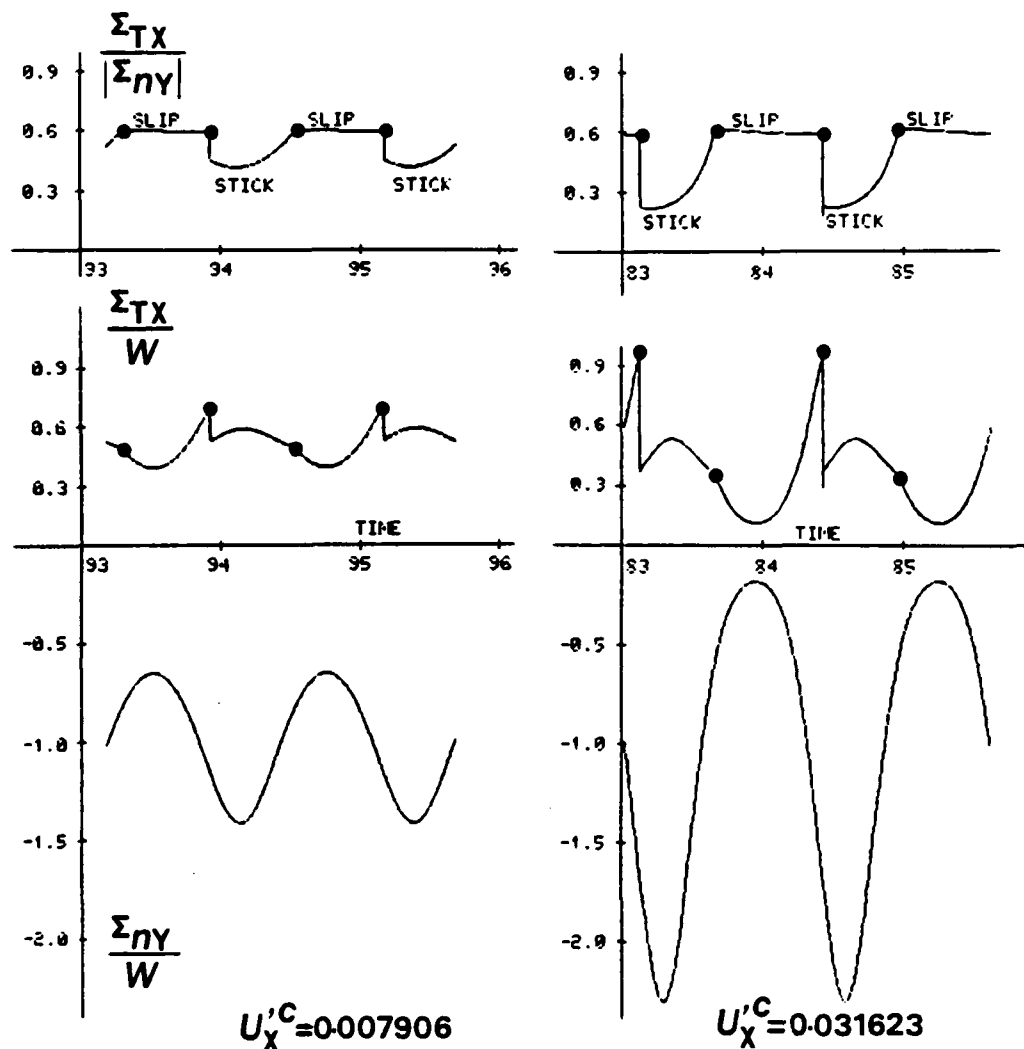 Σ_TX / |Σ_nY|
0.9
0.6
0.3
SLIP SLIP
STICK STICK
93 94 95 96
0.9
0.6
0.3
SLIP SLIP
STICK STICK
83 84 85
Σ_TX / W
0.9
0.6
0.3
TIME
93 94 95 96
0.9
0.6
0.3
TIME
83 84 85
-0.5
-1.0
-1.5
-2.0
Σ_nY / W
U'_X^C=0·007906
-0.5
-1.0
-1.5
-2.0
U'_X^C=0·031623